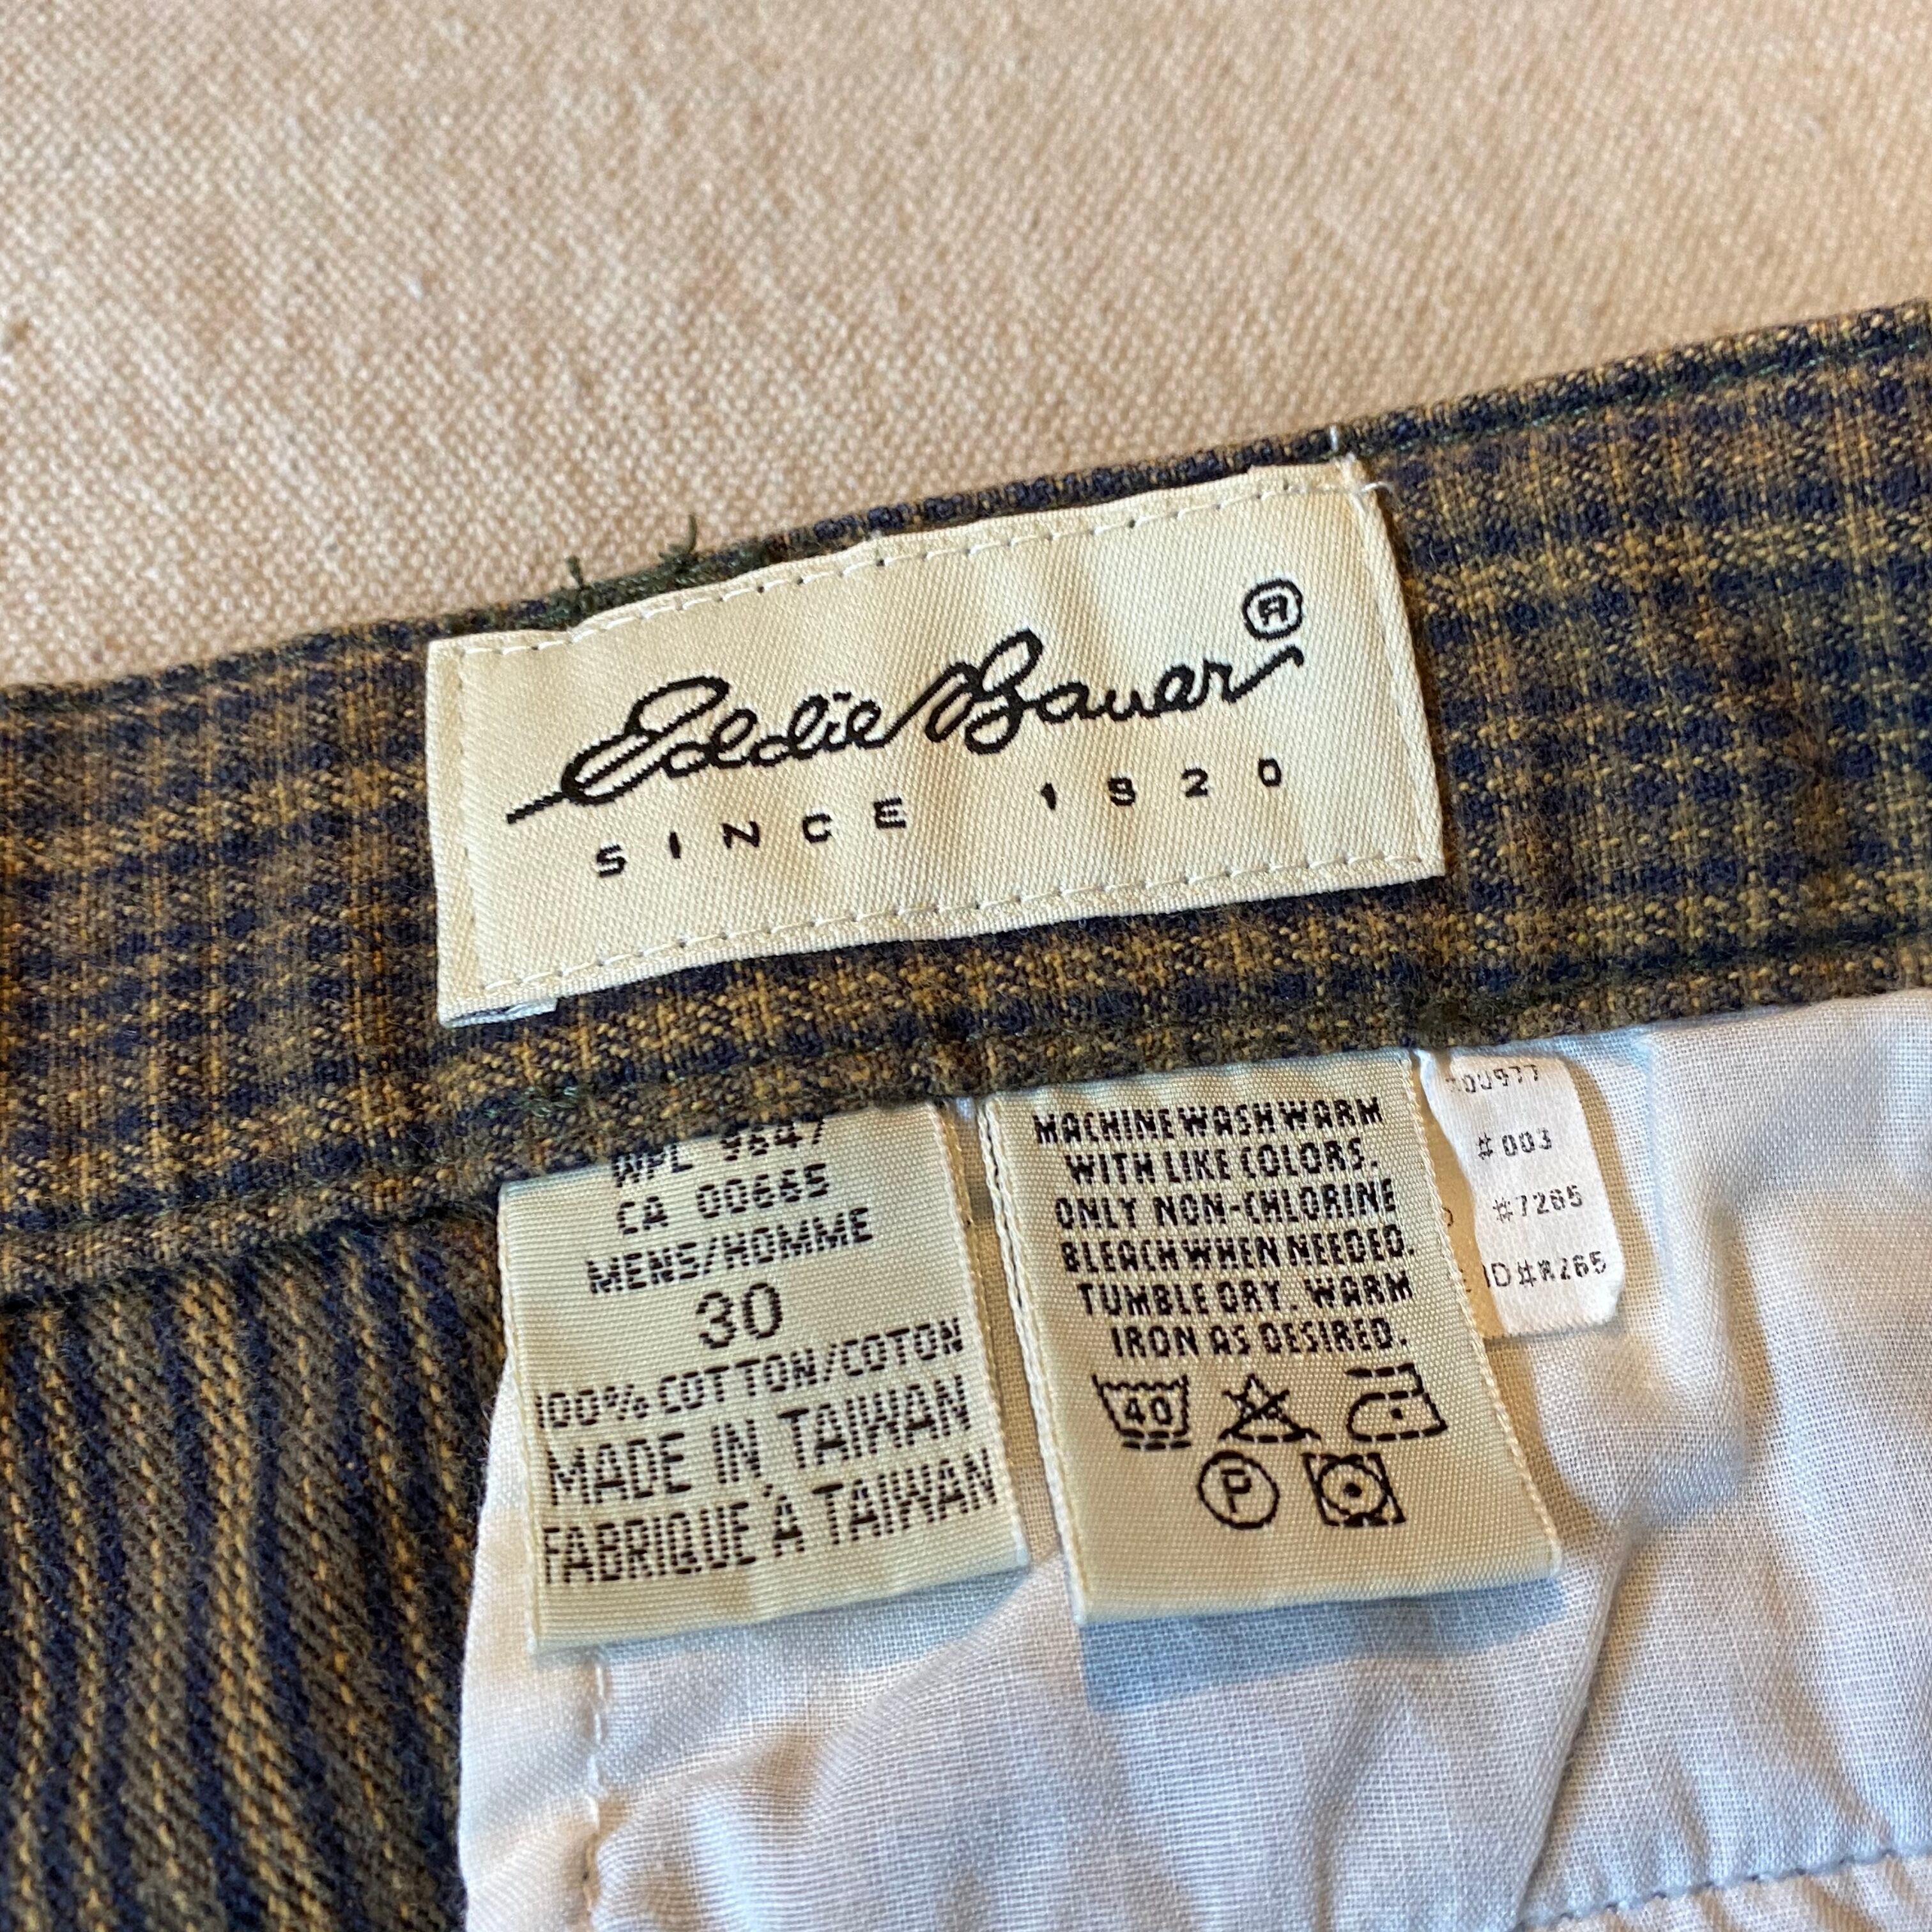 Eddie Bauer ®
SINCE 1920
WPL 9647
CA 00665
MENS/HOMME
30
100% COTTON/COTON
MADE IN TAIWAN
FABRIQUE À TAIWAN
MACHINE WASH WARM
WITH LIKE COLORS.
ONLY NON-CHLORINE
BLEACH WHEN NEEDED.
TUMBLE DRY. WARM
IRON AS DESIRED.
40
P
#003
#7265
ID#